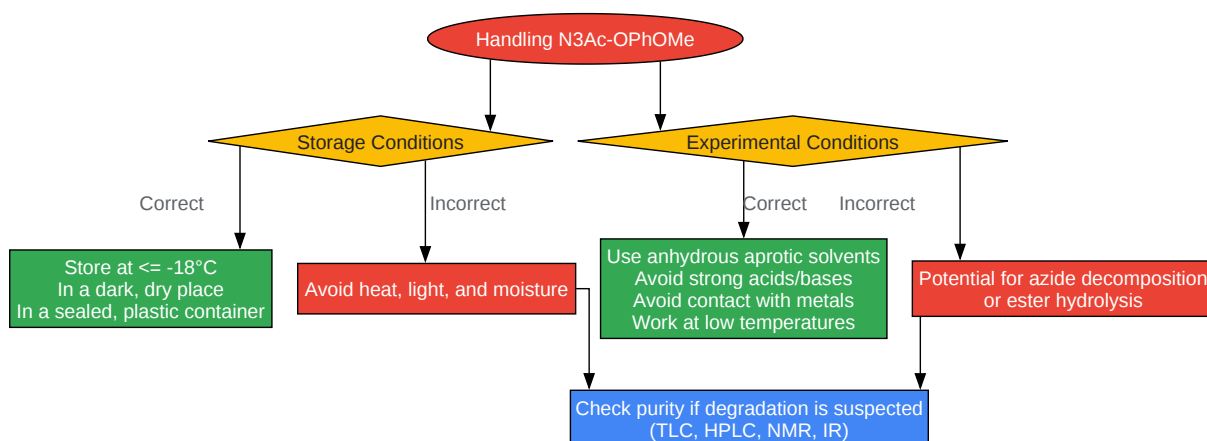 Handling N3Ac-OPhOMe
Storage Conditions
Experimental Conditions
Correct
Incorrect
Correct
Incorrect
Store at <= -18°C
In a dark, dry place
In a sealed, plastic container
Avoid heat, light, and moisture
Use anhydrous aprotic solvents
Avoid strong acids/bases
Avoid contact with metals
Work at low temperatures
Potential for azide decomposition
or ester hydrolysis
Check purity if degradation is suspected
(TLC, HPLC, NMR, IR)